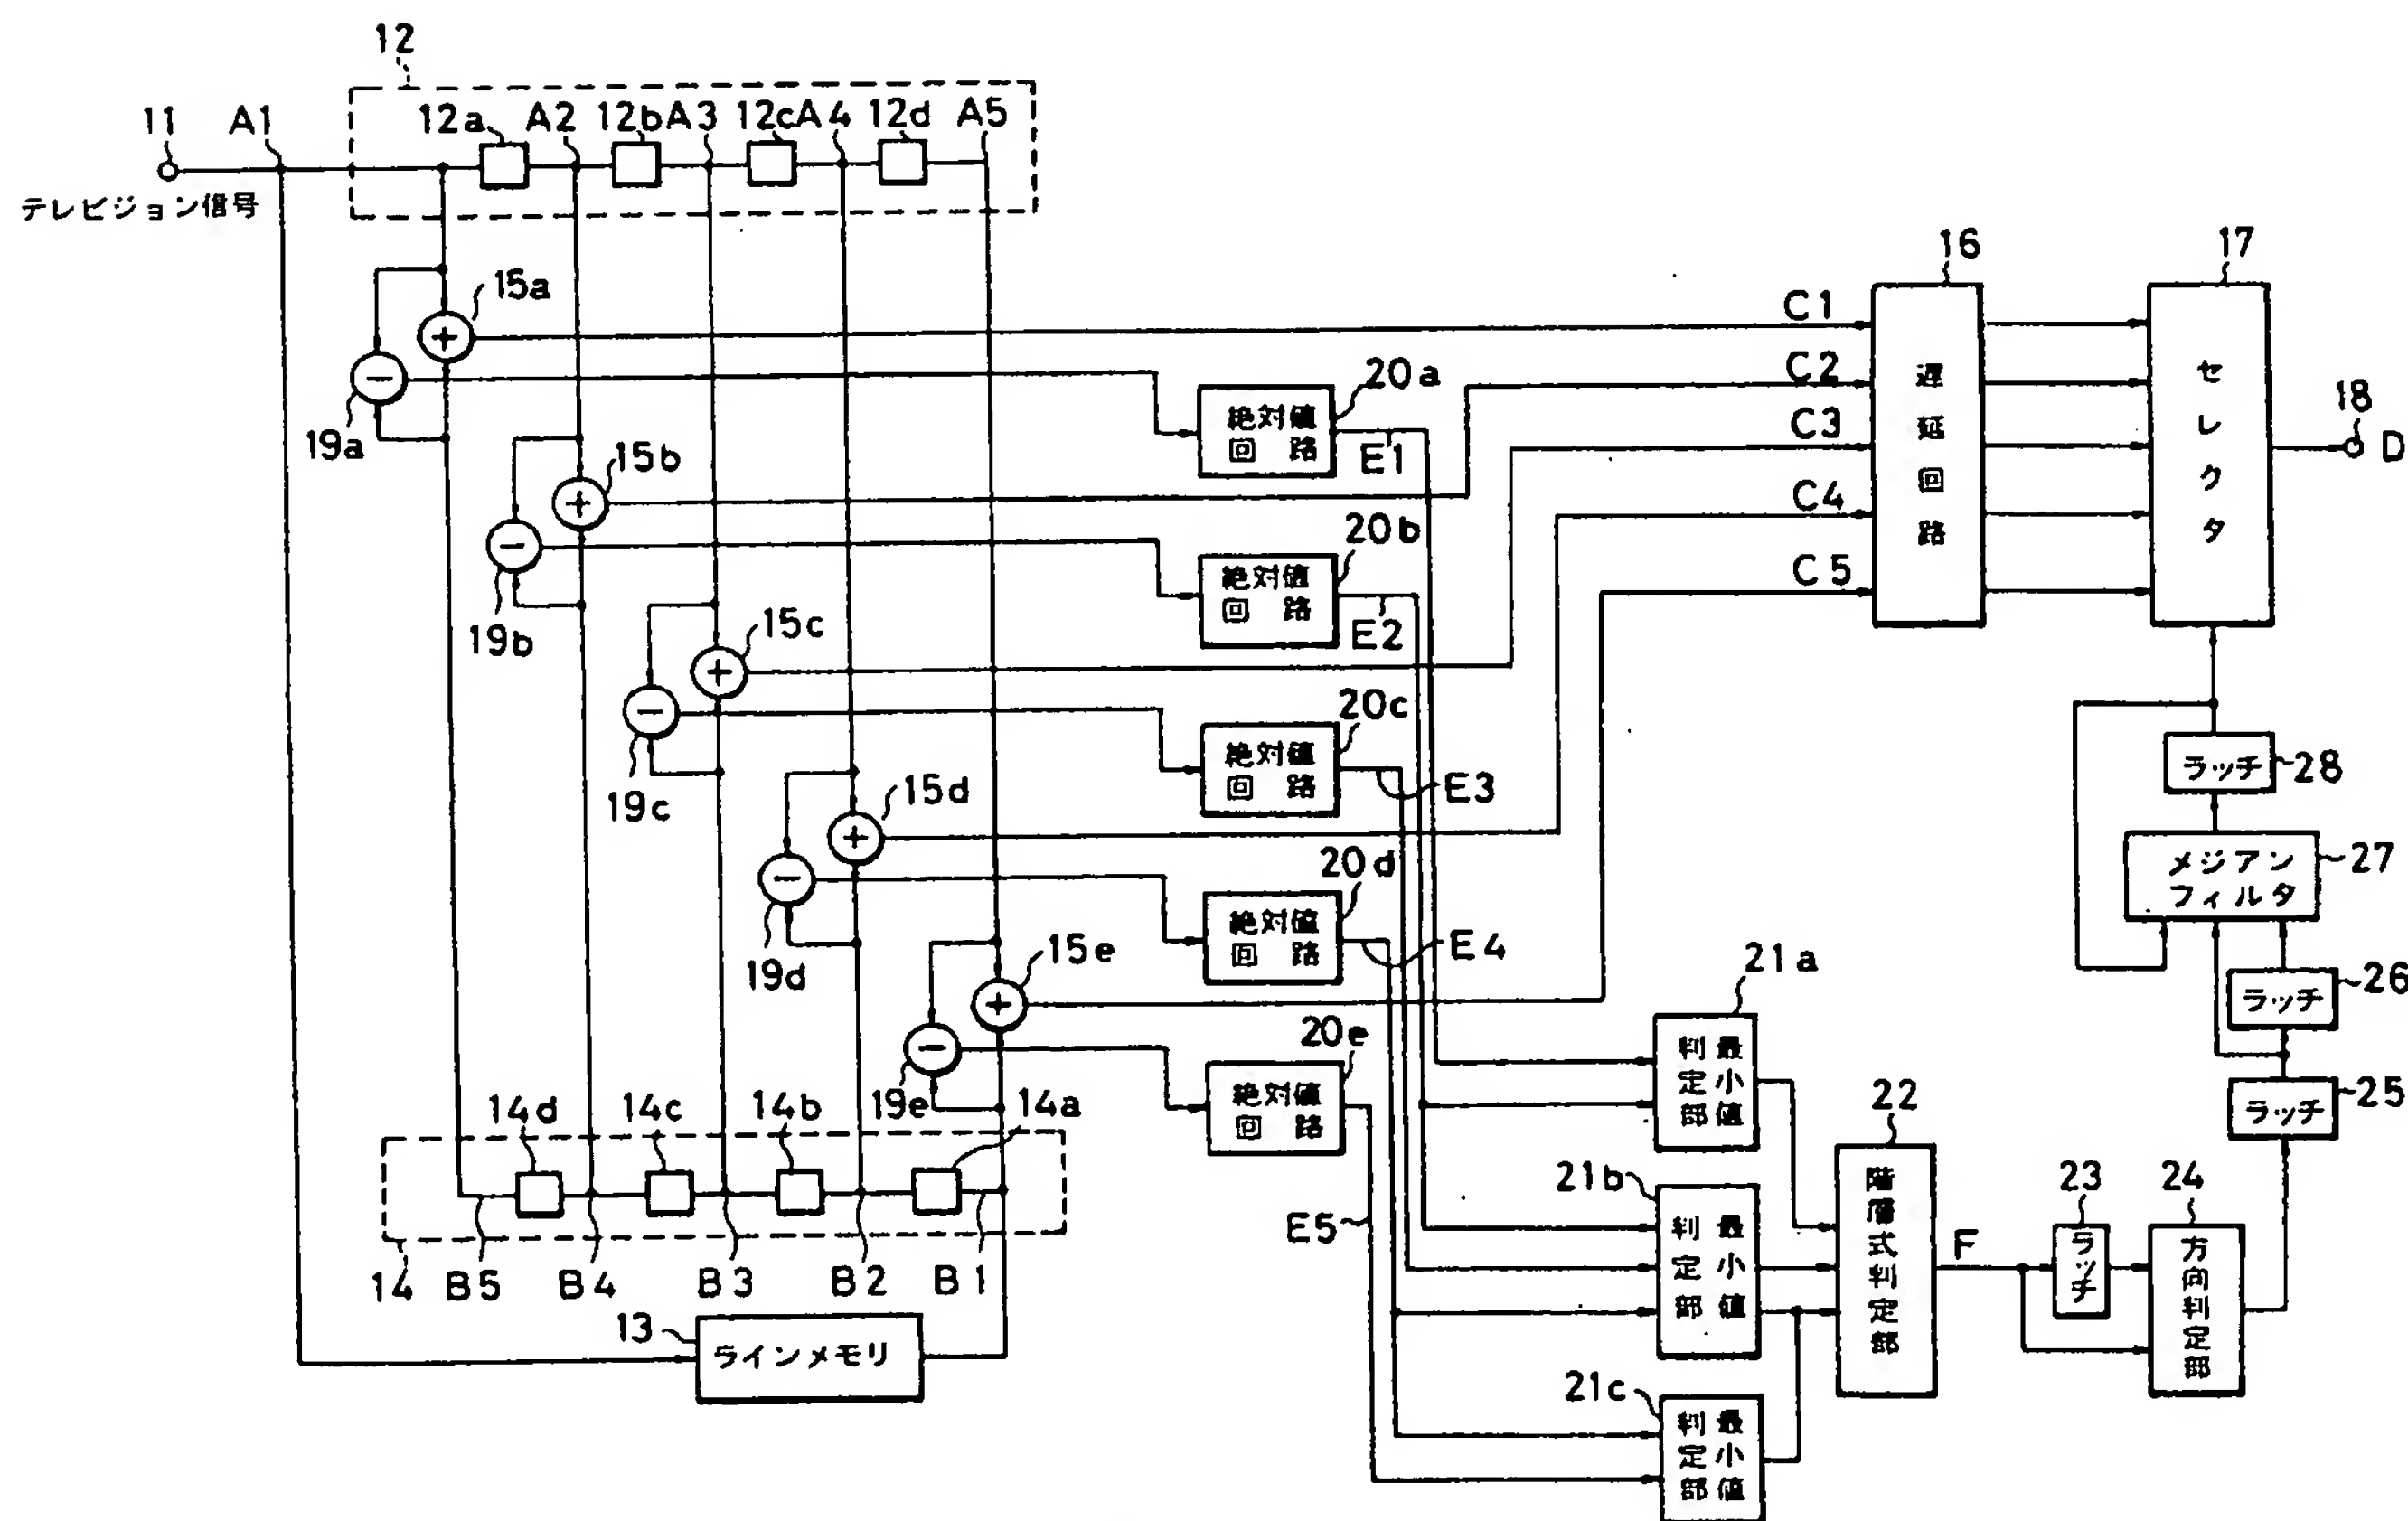 12
11
A1
12a
A2
12b
A3
12c
A4
12d
A5
テレビジョン信号
15a
19a
15b
19b
15c
19c
15d
19d
15e
19e
絶対値
回路
20a
E1
絶対値
回路
20b
E2
絶対値
回路
20c
E3
絶対値
回路
20d
E4
絶対値
回路
20e
E5
C1
C2
C3
C4
C5
16
遅延回路
17
セレクタ
18
D
ラッチ
28
メジアン
フィルタ
27
ラッチ
26
ラッチ
25
21a
最小値
判定部
21b
最小値
判定部
21c
最小値
判定部
22
階層式判定部
F
23
ラッチ
24
方向判定部
14d
14c
14b
14a
14
B5
B4
B3
B2
B1
13
ラインメモリ